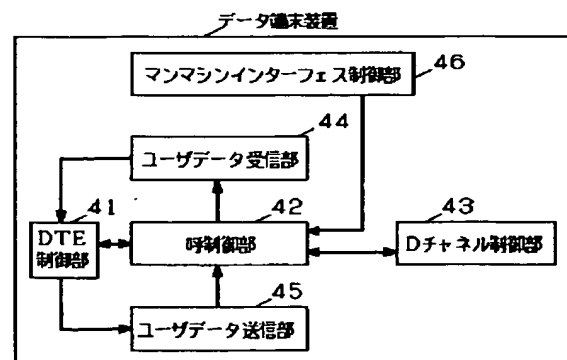 データ端末装置
マンマシンインターフェス制御部
46
44
ユーザデータ受信部
41
42
43
DTE
制御部
呼制御部
Dチャネル制御部
45
ユーザデータ送信部